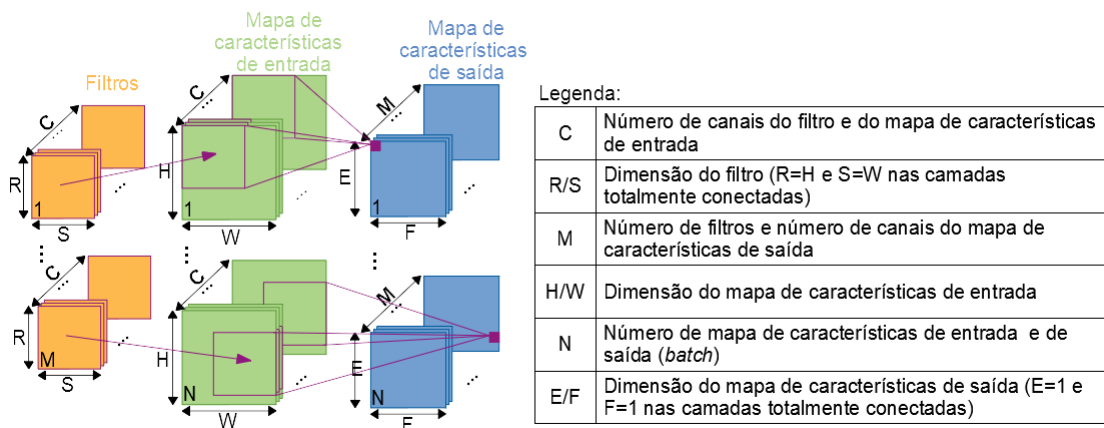 Filtros
Mapa de
características
de entrada
Mapa de
características
de saída
C
...
R
1
S
...
C
...
H
1
W
...
M
...
E
1
F
...
...
...
...
C
...
R
M
S
...
C
...
H
N
W
...
M
...
E
N
F
...
Legenda:
C
Número de canais do filtro e do mapa de características
de entrada
R/S
Dimensão do filtro (R=H e S=W nas camadas
totalmente conectadas)
M
Número de filtros e número de canais do mapa de
características de saída
H/W
Dimensão do mapa de características de entrada
N
Número de mapa de características de entrada e de
saída (batch)
E/F
Dimensão do mapa de características de saída (E=1 e
F=1 nas camadas totalmente conectadas)